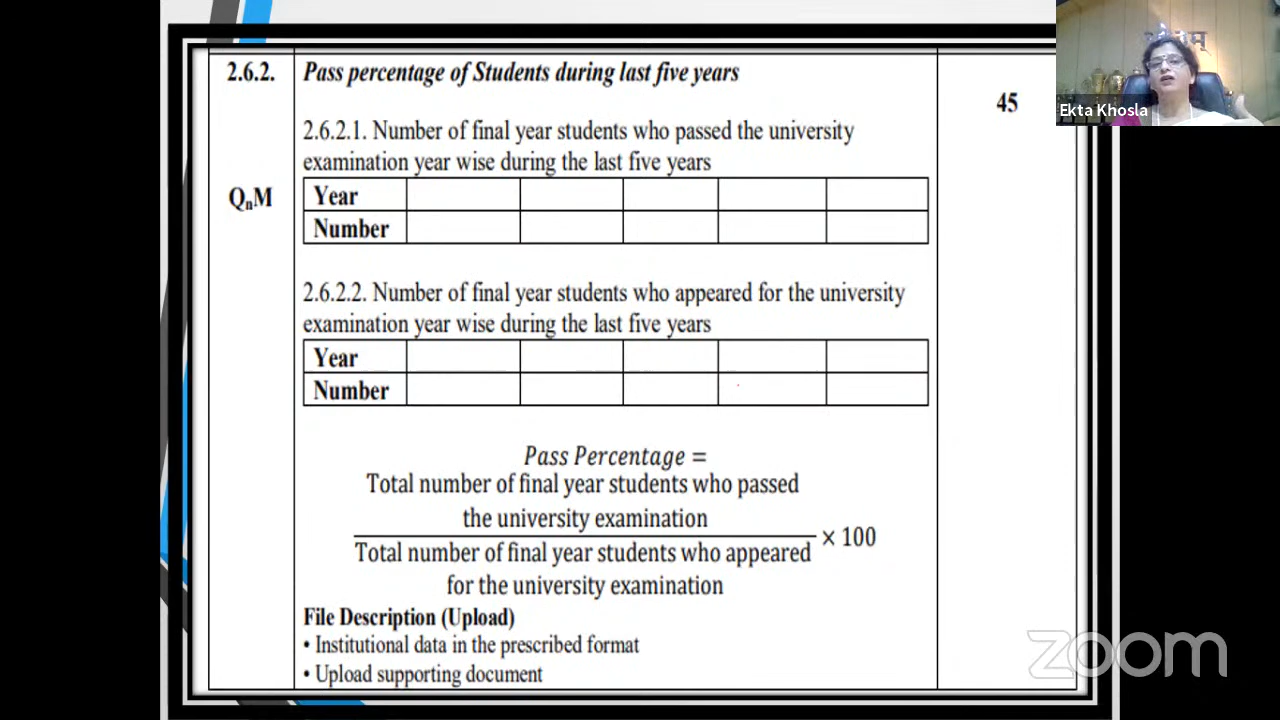 2.6.2.
Pass percentage of Students during last five years
45
2.6.2.1. Number of final year students who passed the university
examination year wise during the last five years
QnM
Year
Number
2.6.2.2. Number of final year students who appeared for the university
examination year wise during the last five years
Year
Number
Pass Percentage =
Total number of final year students who passed
the university examination
Total number of final year students who appeared
for the university examination
× 100
File Description (Upload)
• Institutional data in the prescribed format
• Upload supporting document
Ekta Khosla
zoom